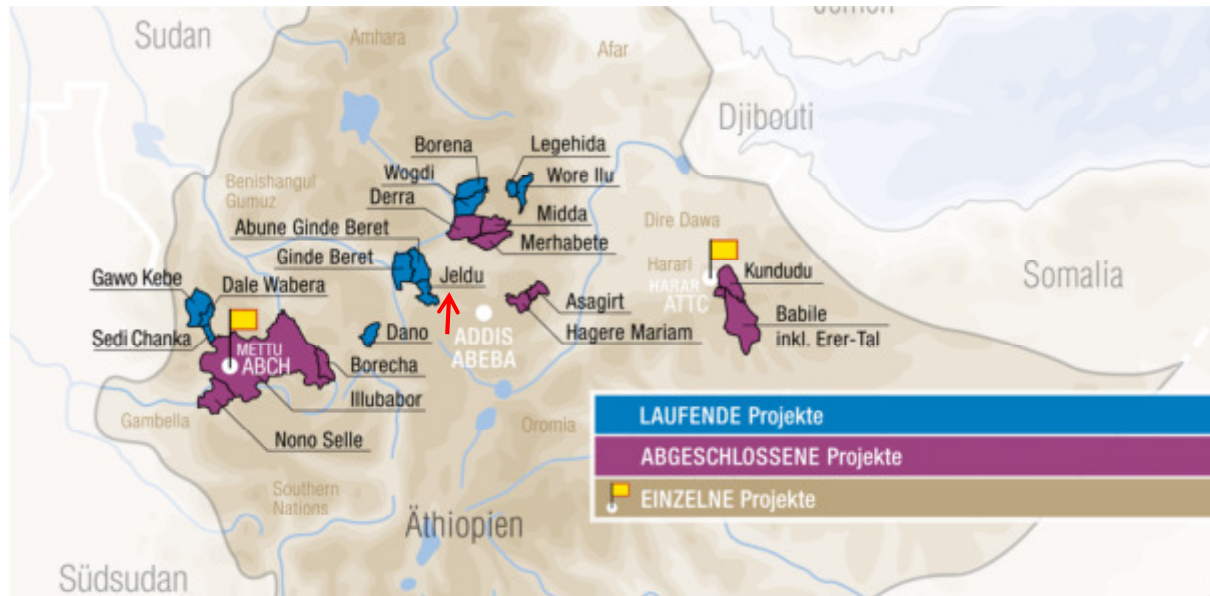 Jemen
Sudan
Amhara
Afar
Djibouti
Borena
Legehida
Wogdi
Wore Ilu
Benishangul
Gumuz
Derra
Midda
Dire Dawa
Abune Ginde Beret
Merhabete
Ginde Beret
Harari
Kundudu
Somalia
Gawo Kebe
Dale Wabera
Jeldu
HARAR
ATTC
Asagirt
Babile
inkl. Erer-Tal
Sedi Chanka
Dano
ADDIS
ABEBA
Hagere Mariam
METTU
ABCH
Borecha
Illubabor
Gambella
Nono Selle
Oromia
LAUFENDE Projekte
ABGESCHLOSSENE Projekte
EINZELNE Projekte
Southern
Nations
Äthiopien
Südsudan